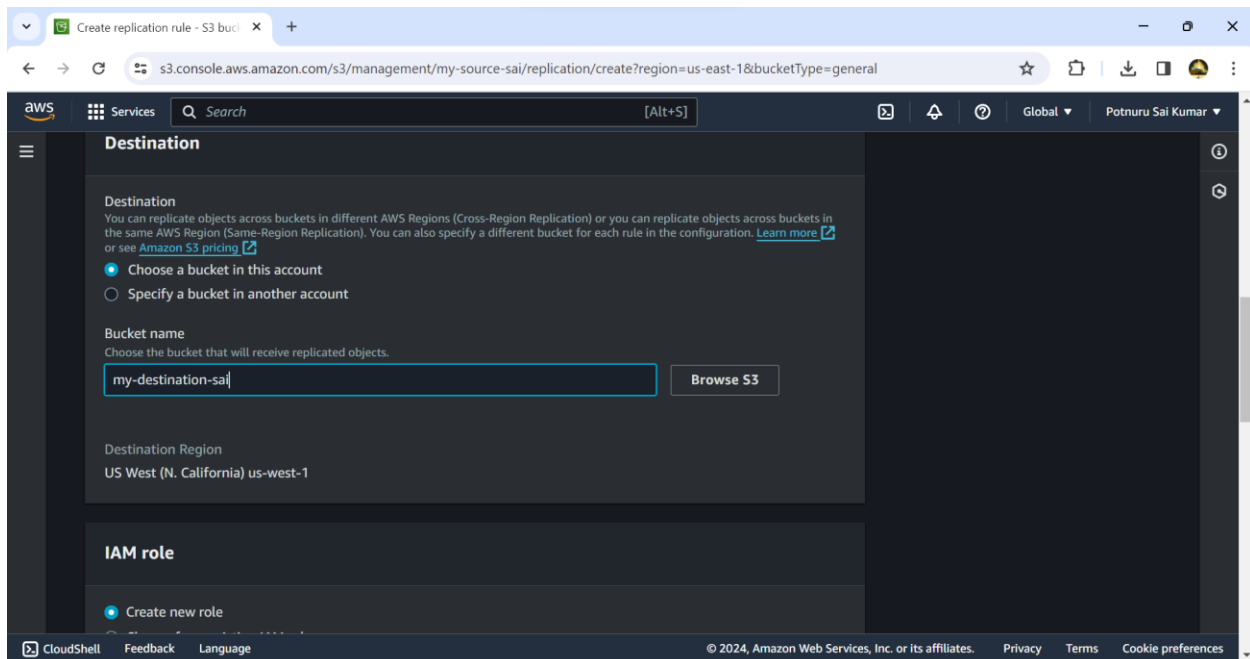 Create replication rule - S3 buc
s3.console.aws.amazon.com/s3/management/my-source-sai/replication/create?region=us-east-1&bucketType=general
aws
Services
Search
[Alt+S]
Global
Potnuru Sai Kumar
Destination
Destination
You can replicate objects across buckets in different AWS Regions (Cross-Region Replication) or you can replicate objects across buckets in
the same AWS Region (Same-Region Replication). You can also specify a different bucket for each rule in the configuration. Learn more
or see Amazon S3 pricing
Choose a bucket in this account
Specify a bucket in another account
Bucket name
Choose the bucket that will receive replicated objects.
my-destination-sai
Browse S3
Destination Region
US West (N. California) us-west-1
IAM role
Create new role
CloudShell
Feedback
Language
© 2024, Amazon Web Services, Inc. or its affiliates.
Privacy
Terms
Cookie preferences